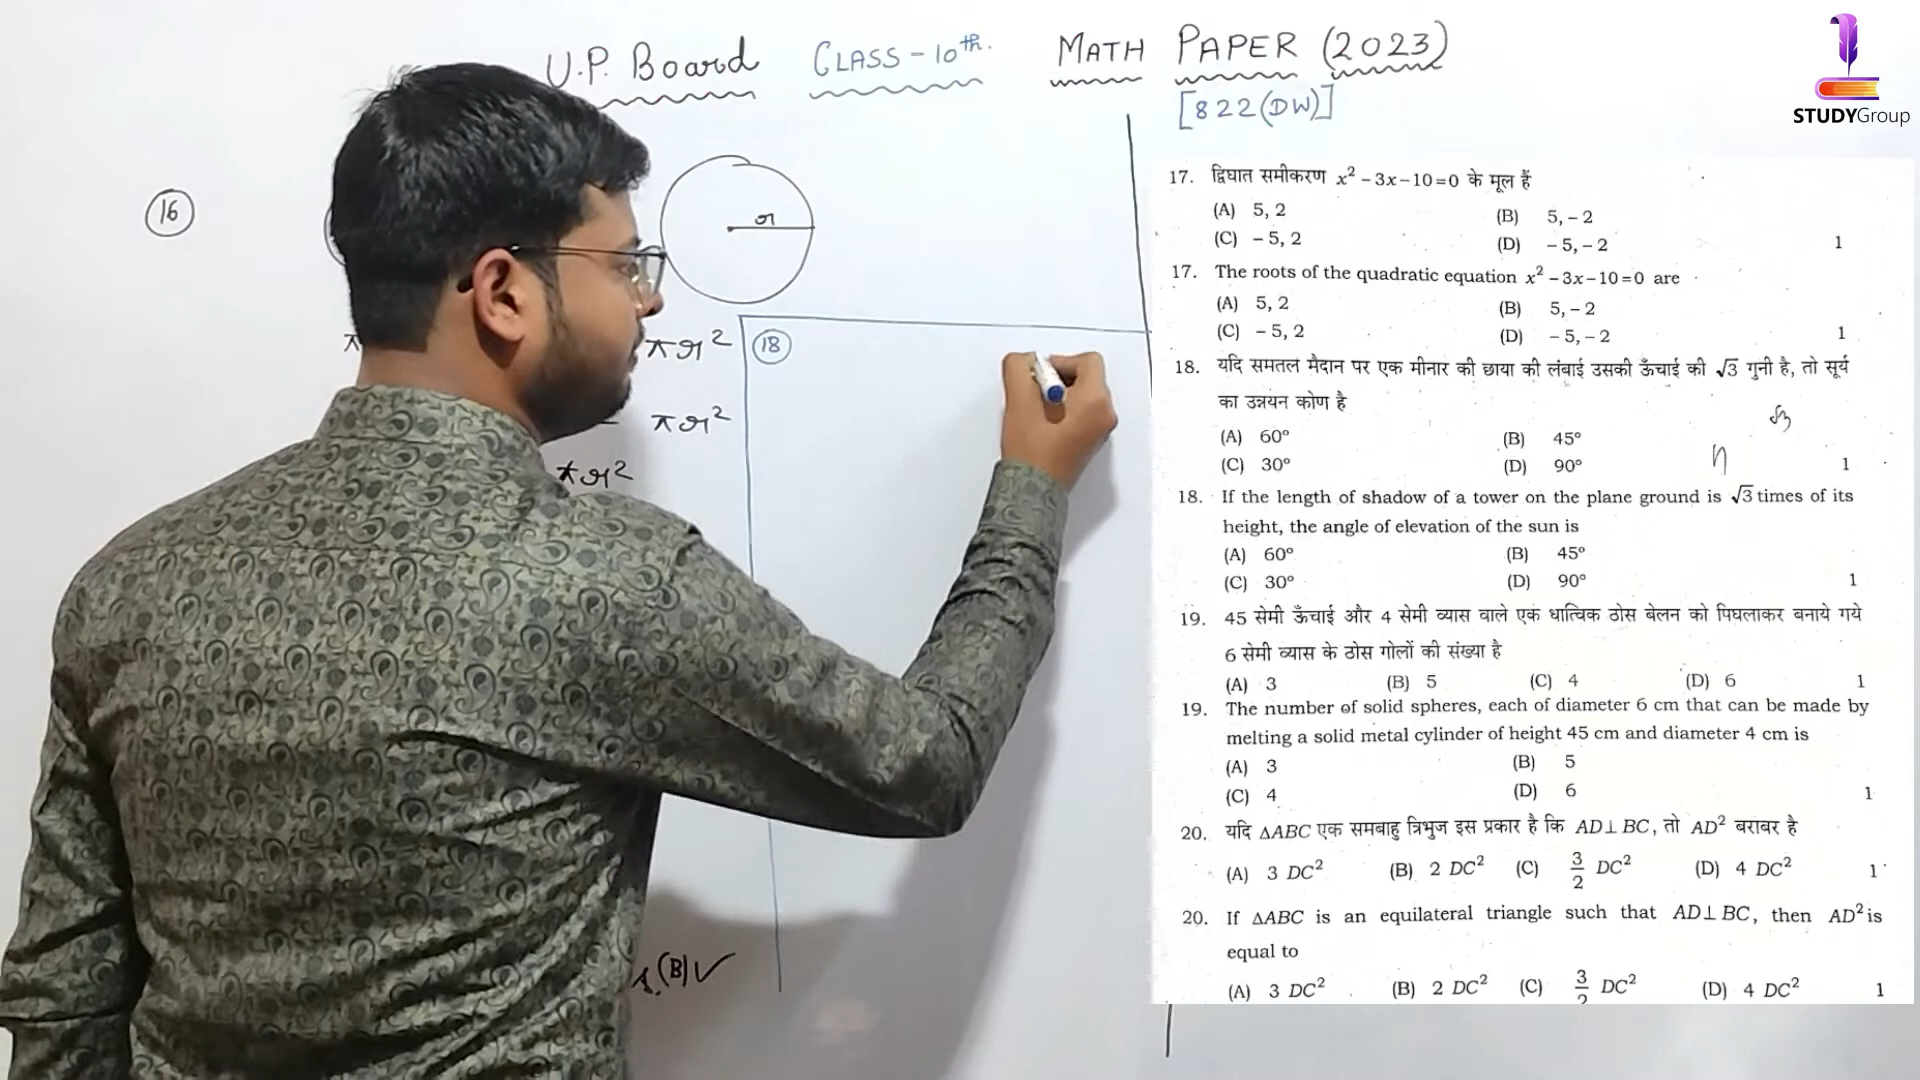 U.P. Board CLASS - 10th. MATH PAPER (2023)
[822(DW)]
STUDYGroup
16
r
πr²
18
πr²
πr²
(B) ✓
17. द्विघात समीकरण x² – 3x – 10 = 0 के मूल हैं
(A) 5, 2 (B) 5, – 2
(C) – 5, 2 (D) – 5, – 2 1
17. The roots of the quadratic equation x² – 3x – 10 = 0 are
(A) 5, 2 (B) 5, – 2
(C) – 5, 2 (D) – 5, – 2 1
18. यदि समतल मैदान पर एक मीनार की छाया की लंबाई उसकी ऊँचाई की √3 गुनी है, तो सूर्य
का उन्नयन कोण है
(A) 60° (B) 45°
(C) 30° (D) 90° 1
18. If the length of shadow of a tower on the plane ground is √3 times of its
height, the angle of elevation of the sun is
(A) 60° (B) 45°
(C) 30° (D) 90° 1
19. 45 सेमी ऊँचाई और 4 सेमी व्यास वाले एक धात्विक ठोस बेलन को पिघलाकर बनाये गये
6 सेमी व्यास के ठोस गोलों की संख्या है
(A) 3 (B) 5 (C) 4 (D) 6 1
19. The number of solid spheres, each of diameter 6 cm that can be made by
melting a solid metal cylinder of height 45 cm and diameter 4 cm is
(A) 3 (B) 5
(C) 4 (D) 6 1
20. यदि ΔABC एक समबाहु त्रिभुज इस प्रकार है कि AD⊥BC, तो AD² बराबर है
(A) 3 DC² (B) 2 DC² (C) 3/2 DC² (D) 4 DC² 1
20. If ΔABC is an equilateral triangle such that AD⊥BC, then AD² is
equal to
(A) 3 DC² (B) 2 DC² (C) 3/2 DC² (D) 4 DC² 1